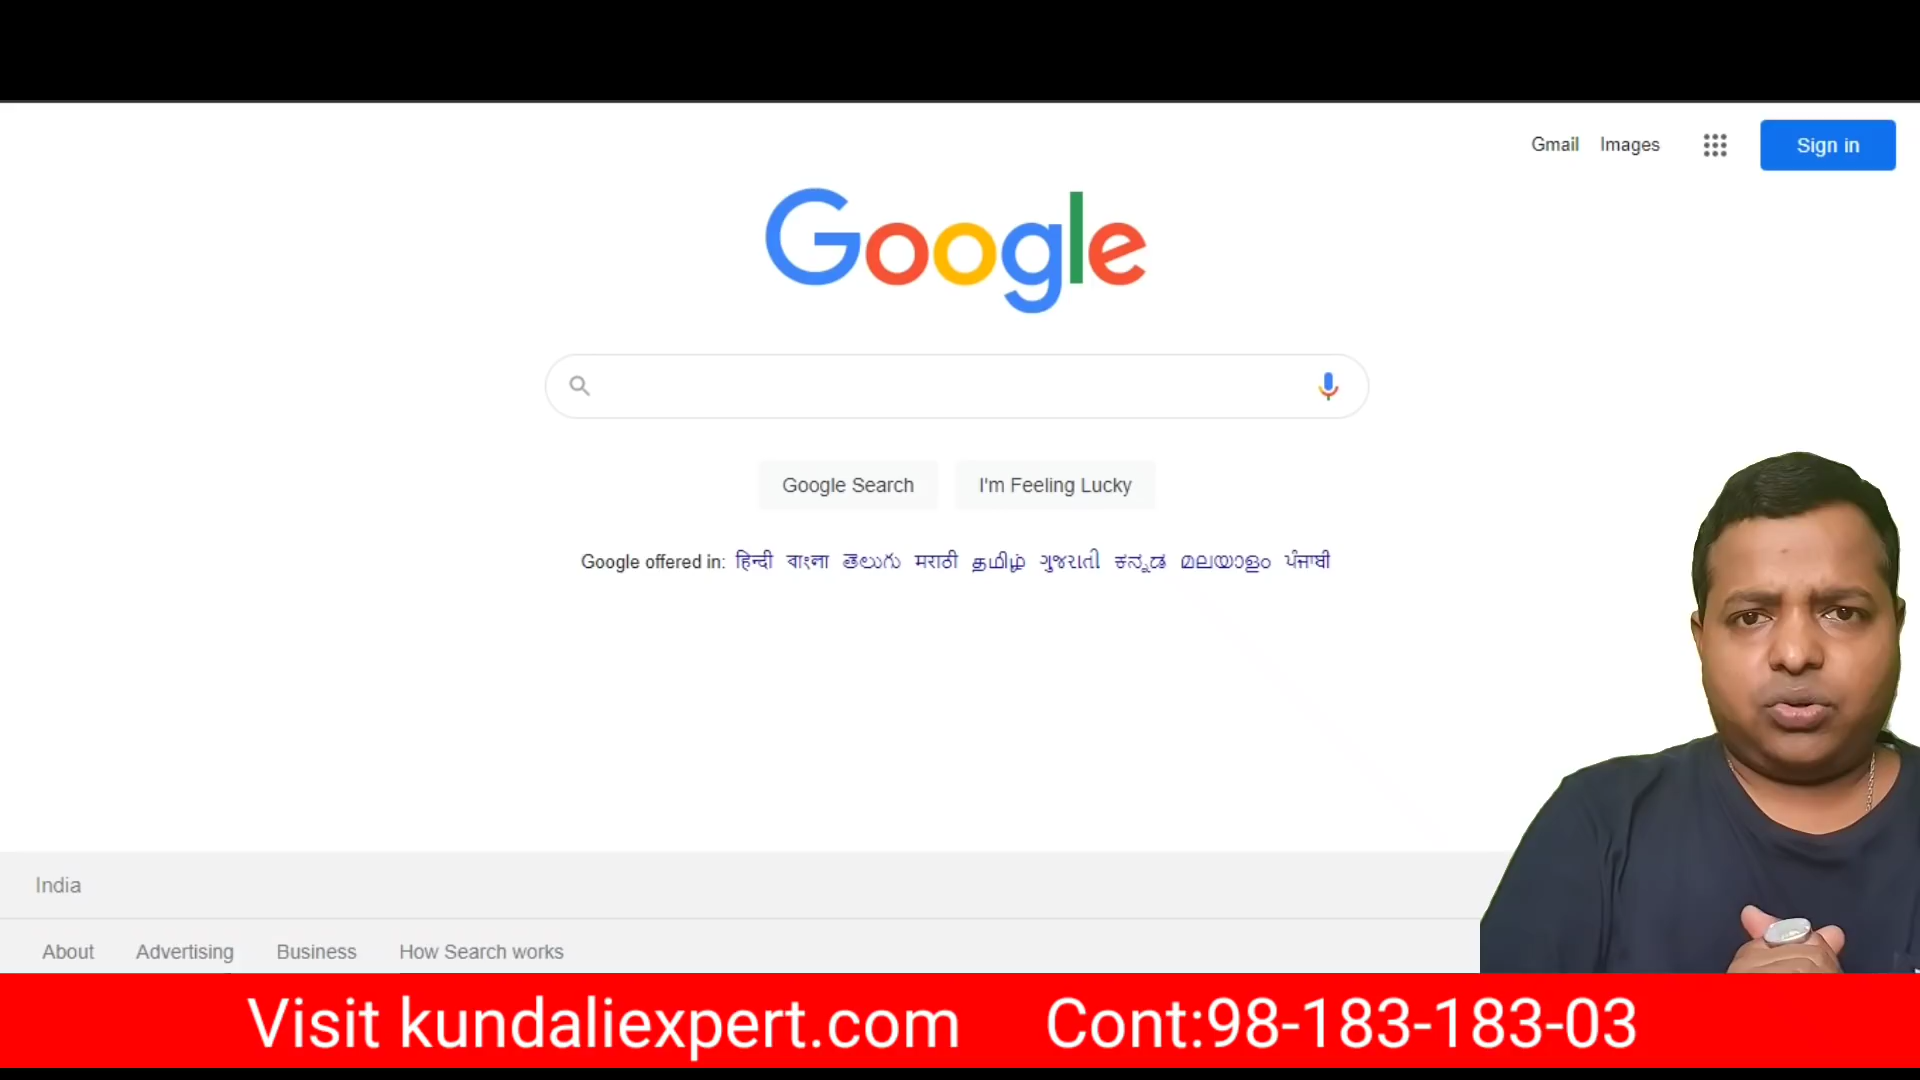 Gmail Images Sign in
Google
Google Search I'm Feeling Lucky
Google offered in: हिन्दी বাংলা తెలుగు मराठी தமிழ் ગુજરાતી ಕನ್ನಡ മലയാളം ਪੰਜਾਬੀ
India
About Advertising Business How Search works
Visit kundaliexpert.com Cont:98-183-183-03